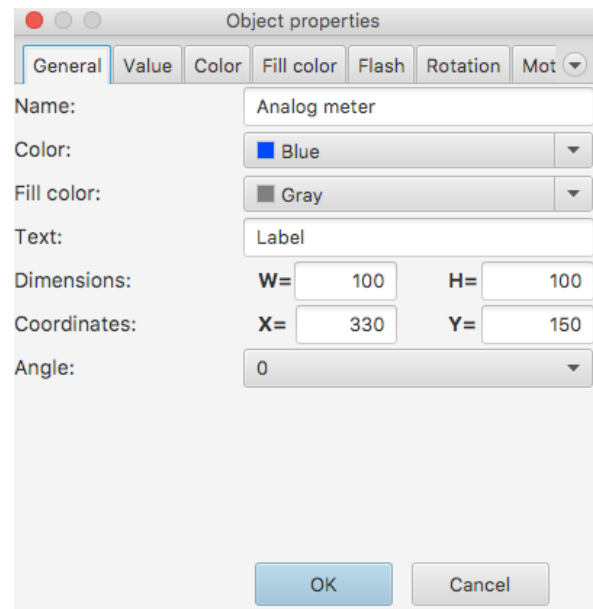 Object properties
General Value Color Fill color Flash Rotation Mot
Name: Analog meter
Color: Blue
Fill color: Gray
Text: Label
Dimensions: W= 100 H= 100
Coordinates: X= 330 Y= 150
Angle: 0
OK Cancel